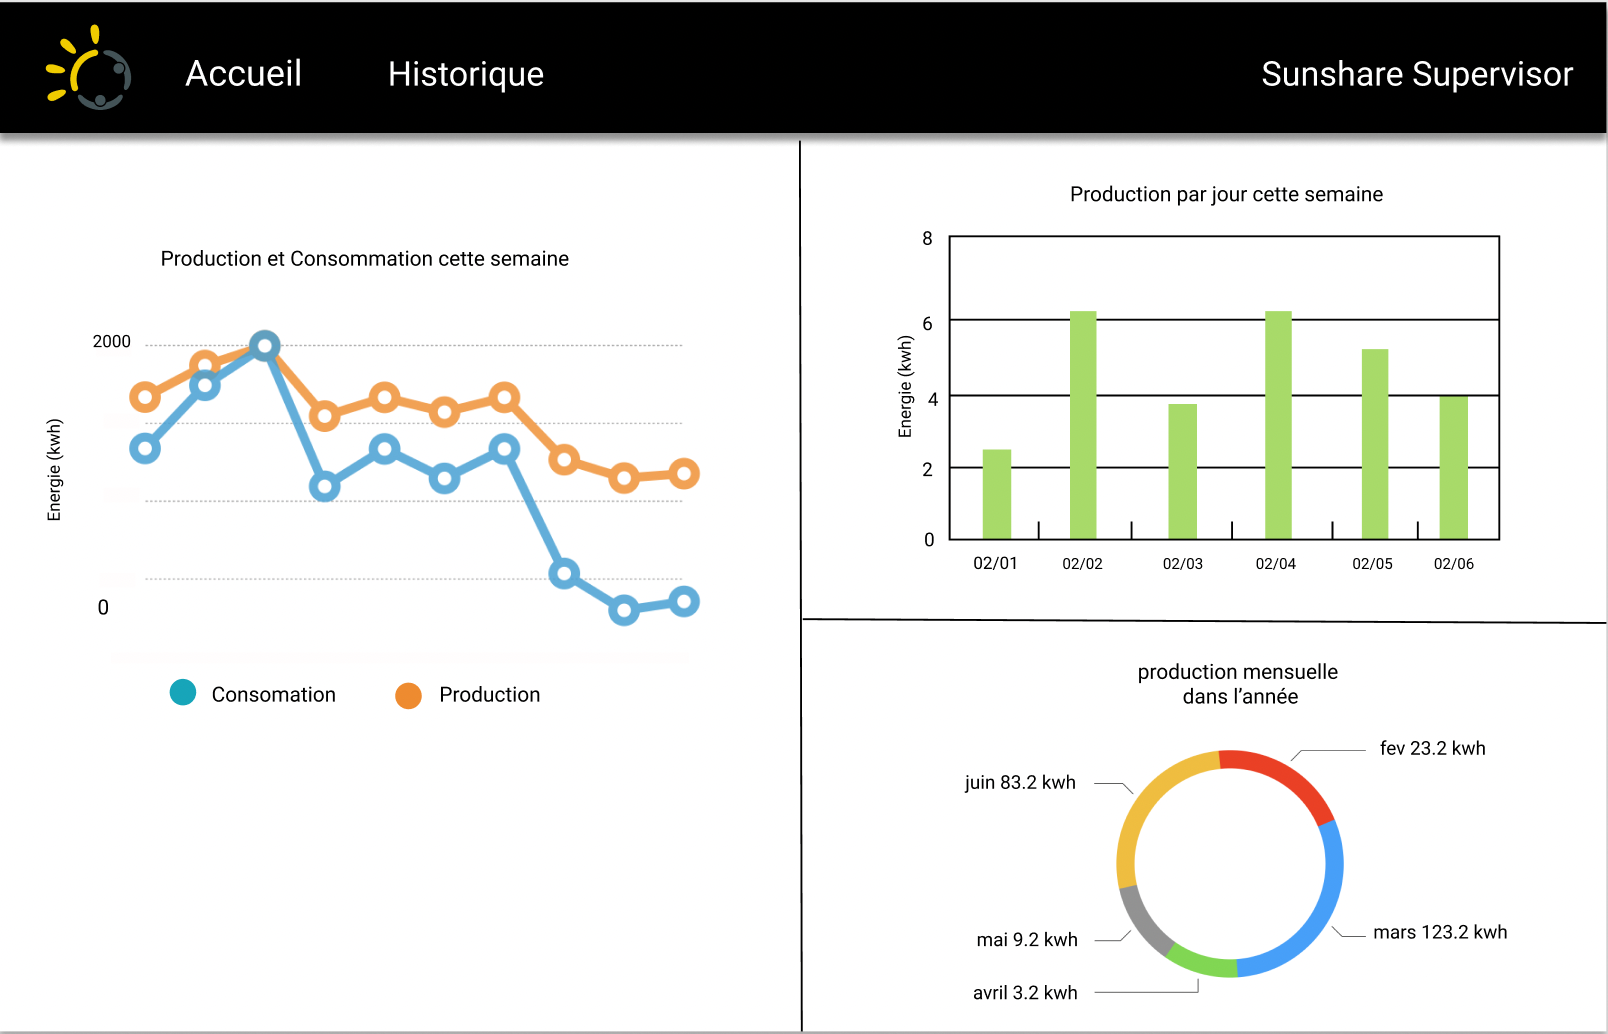 Accueil
Historique
Sunshare Supervisor
Production et Consommation cette semaine
2000
Energie (kwh)
0
Consomation
Production
Production par jour cette semaine
8
6
Energie (kwh)
4
2
0
02/01
02/02
02/03
02/04
02/05
02/06
production mensuelle
dans l’année
fev 23.2 kwh
juin 83.2 kwh
mars 123.2 kwh
mai 9.2 kwh
avril 3.2 kwh